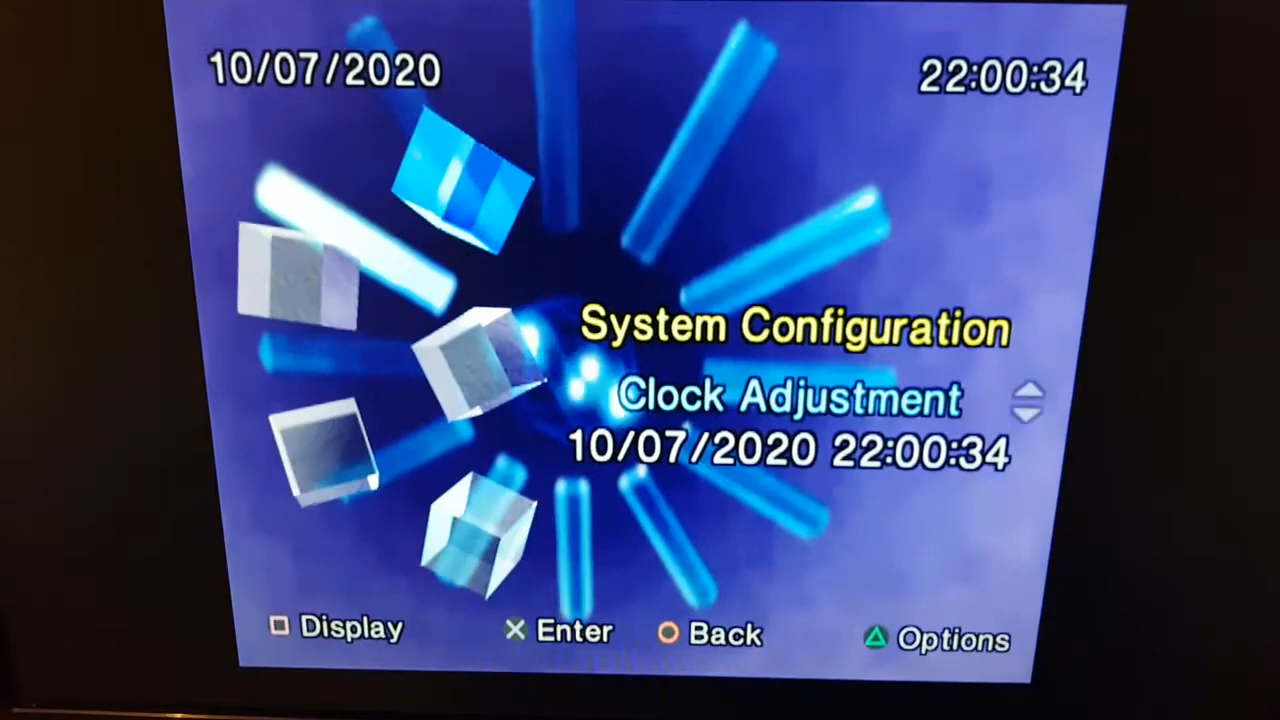 10/07/2020
22:00:34
System Configuration
Clock Adjustment
10/07/2020 22:00:34
Display
Enter
Back
Options